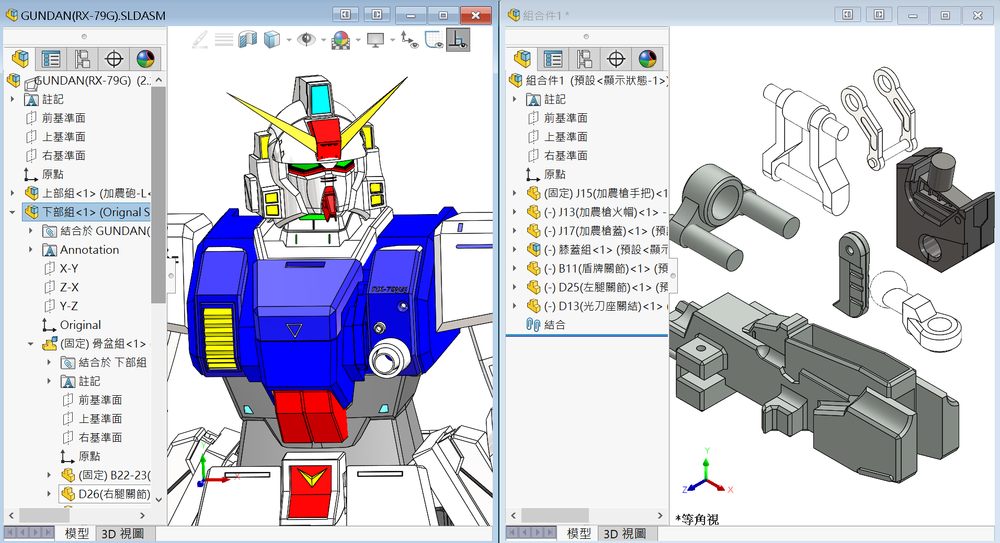 GUNDAN(RX-79G).SLDASM
GUNDAN(RX-79G) (2.
註記
前基準面
上基準面
右基準面
原點
上部組<1> (加農砲-L<
下部組<1> (Orignal S
結合於 GUNDAN(
Annotation
X-Y
Z-X
Y-Z
Original
(固定) 骨盆組<1>
結合於 下部組
註記
前基準面
上基準面
右基準面
原點
(固定) B22-23(
D26(右腿關節)
模型
3D 視圖
RX-79[G]
Y
X
組合件1 *
組合件1 (預設<顯示狀態-1>)
註記
前基準面
上基準面
右基準面
原點
(固定) J15(加農槍手把)<1
(-) J13(加農槍火帽)<1> -
(-) J17(加農槍蓋)<1> (預
(-) 膝蓋組<1> (預設<顯示
(-) B11(盾牌關節)<1> (預
(-) D25(左腿關節)<1> (預
(-) D13(光刀座關結)<1> (
結合
Y
Z
X
*等角視
模型
3D 視圖